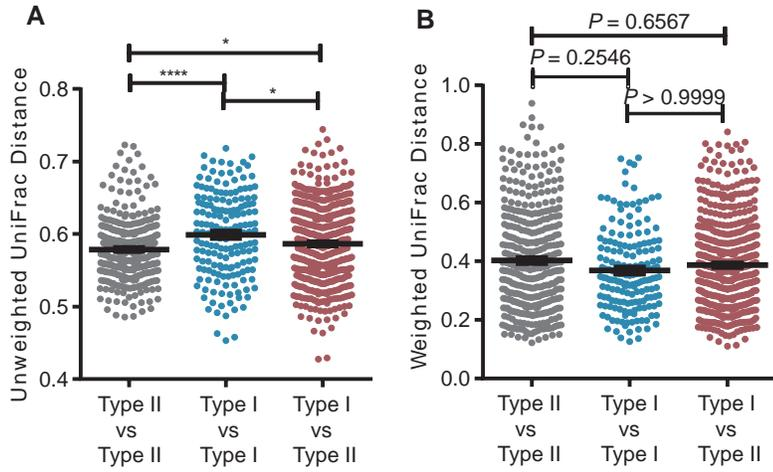 A
*
****
*
Unweighted UniFrac Distance
0.8
0.7
0.6
0.5
0.4
Type II
vs
Type II
Type I
vs
Type I
Type I
vs
Type II
B
P = 0.6567
P = 0.2546
P > 0.9999
Weighted UniFrac Distance
1.0
0.8
0.6
0.4
0.2
0.0
Type II
vs
Type II
Type I
vs
Type I
Type I
vs
Type II